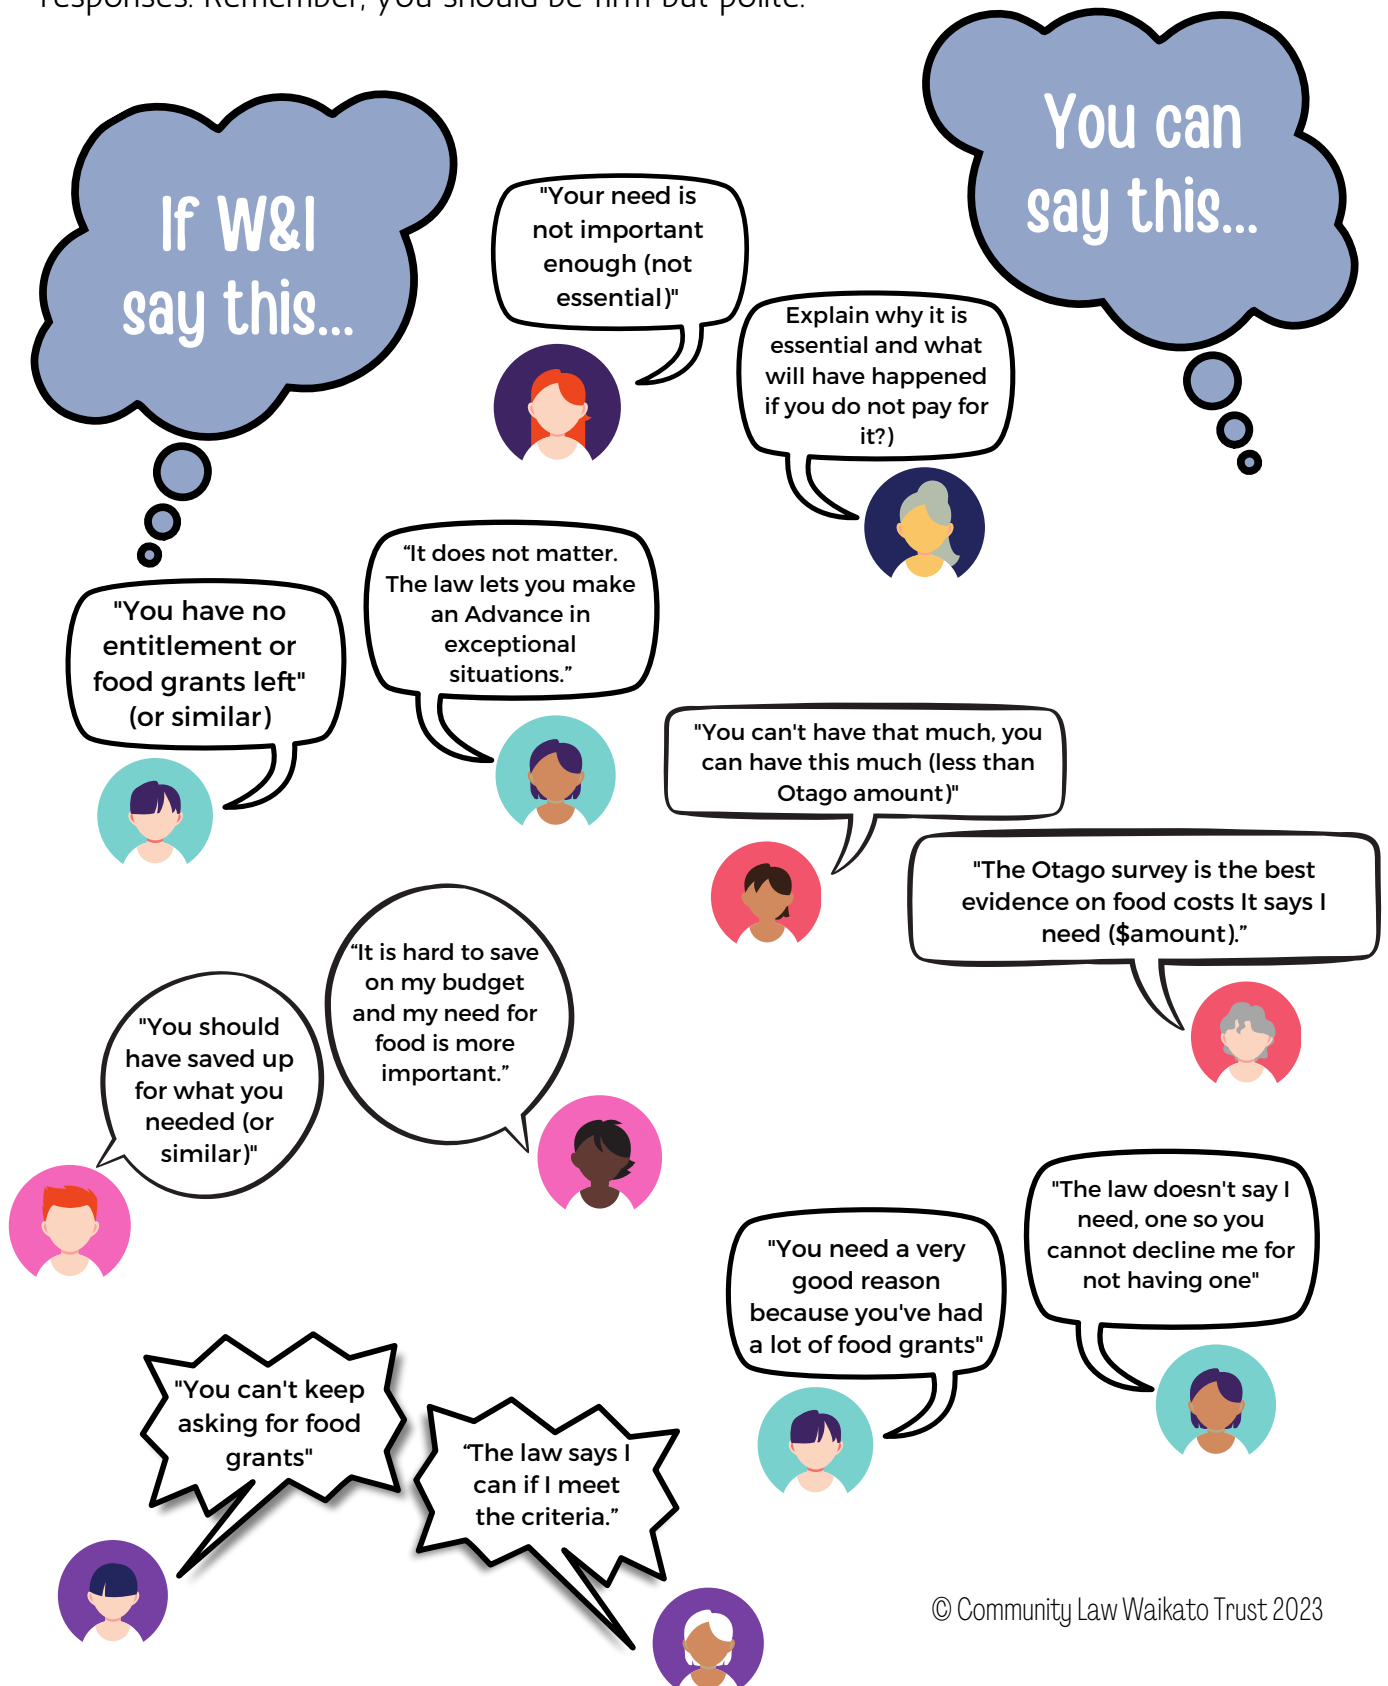 responses. Remember, you should be firm but polite.
If W&I
say this...
You can
say this...
"Your need is
not important
enough (not
essential)"
Explain why it is
essential and what
will have happened
if you do not pay for
it?)
"You have no
entitlement or
food grants left"
(or similar)
“It does not matter.
The law lets you make
an Advance in
exceptional
situations.”
"You can't have that much, you
can have this much (less than
Otago amount)"
"The Otago survey is the best
evidence on food costs It says I
need ($amount).”
"You should
have saved up
for what you
needed (or
similar)"
“It is hard to save
on my budget
and my need for
food is more
important.”
"You need a very
good reason
because you've had
a lot of food grants"
"The law doesn't say I
need, one so you
cannot decline me for
not having one"
"You can't keep
asking for food
grants"
“The law says I
can if I meet
the criteria.”
© Community Law Waikato Trust 2023